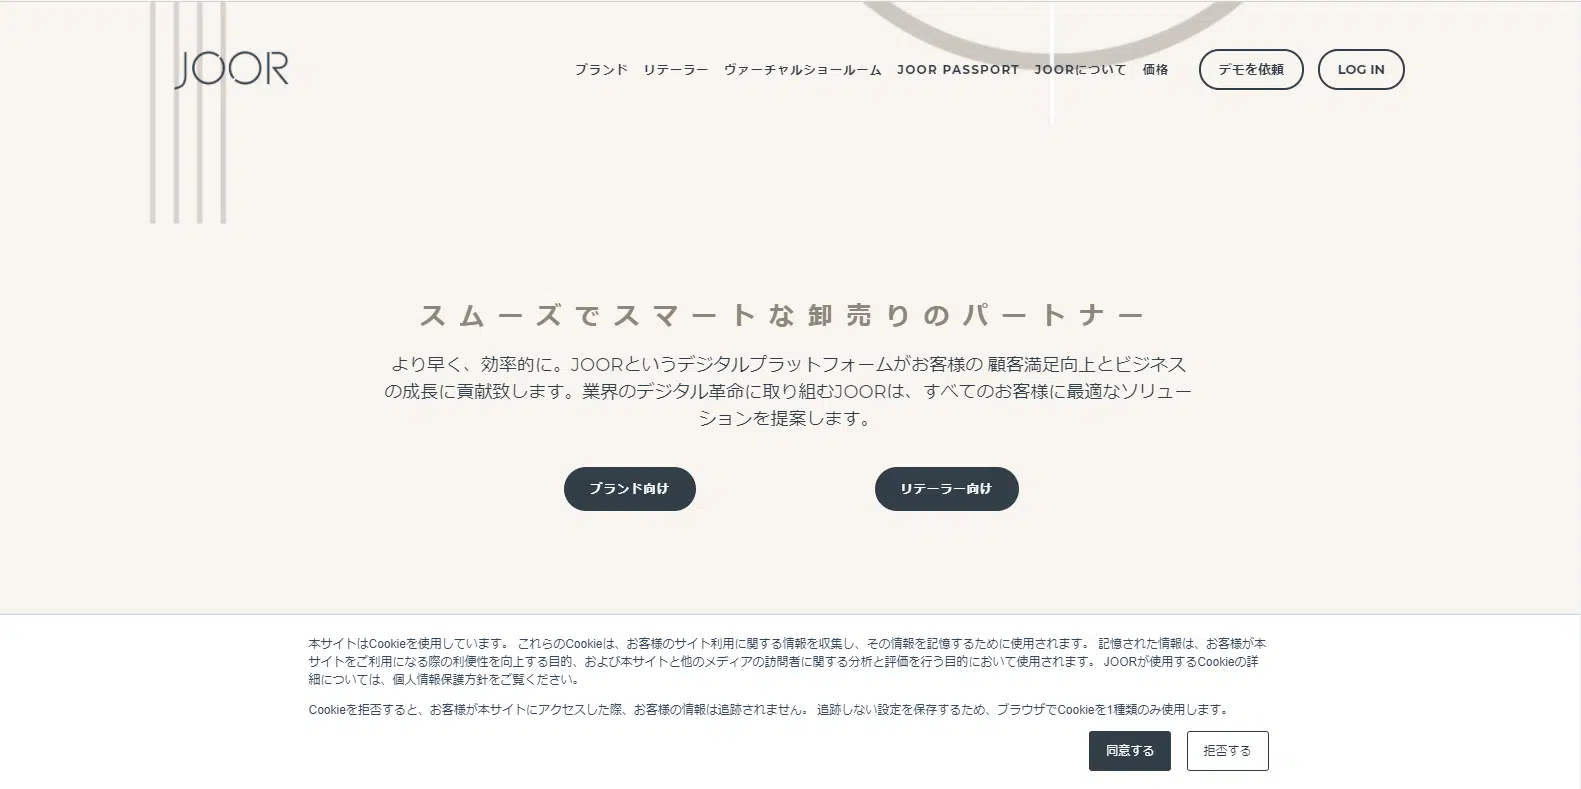 JOOR
ブランド リテーラー ヴァーチャルショールーム JOOR PASSPORT JOORについて 価格 デモを依頼 LOG IN
スムーズでスマートな卸売りのパートナー
より早く、効率的に。JOORというデジタルプラットフォームがお客様の 顧客満足向上とビジネス
の成長に貢献致します。業界のデジタル革命に取り組むJOORは、すべてのお客様に最適なソリュー
ションを提案します。
ブランド向け リテーラー向け
本サイトはCookieを使用しています。 これらのCookieは、お客様のサイト利用に関する情報を収集し、その情報を記憶するために使用されます。 記憶された情報は、お客様が本
サイトをご利用になる際の利便性を向上する目的、および本サイトと他のメディアの訪問者に関する分析と評価を行う目的において使用されます。 JOORが使用するCookieの詳
細については、個人情報保護方針をご覧ください。
Cookieを拒否すると、お客様が本サイトにアクセスした際、お客様の情報は追跡されません。 追跡しない設定を保存するため、ブラウザでCookieを1種類のみ使用します。
同意する 拒否する